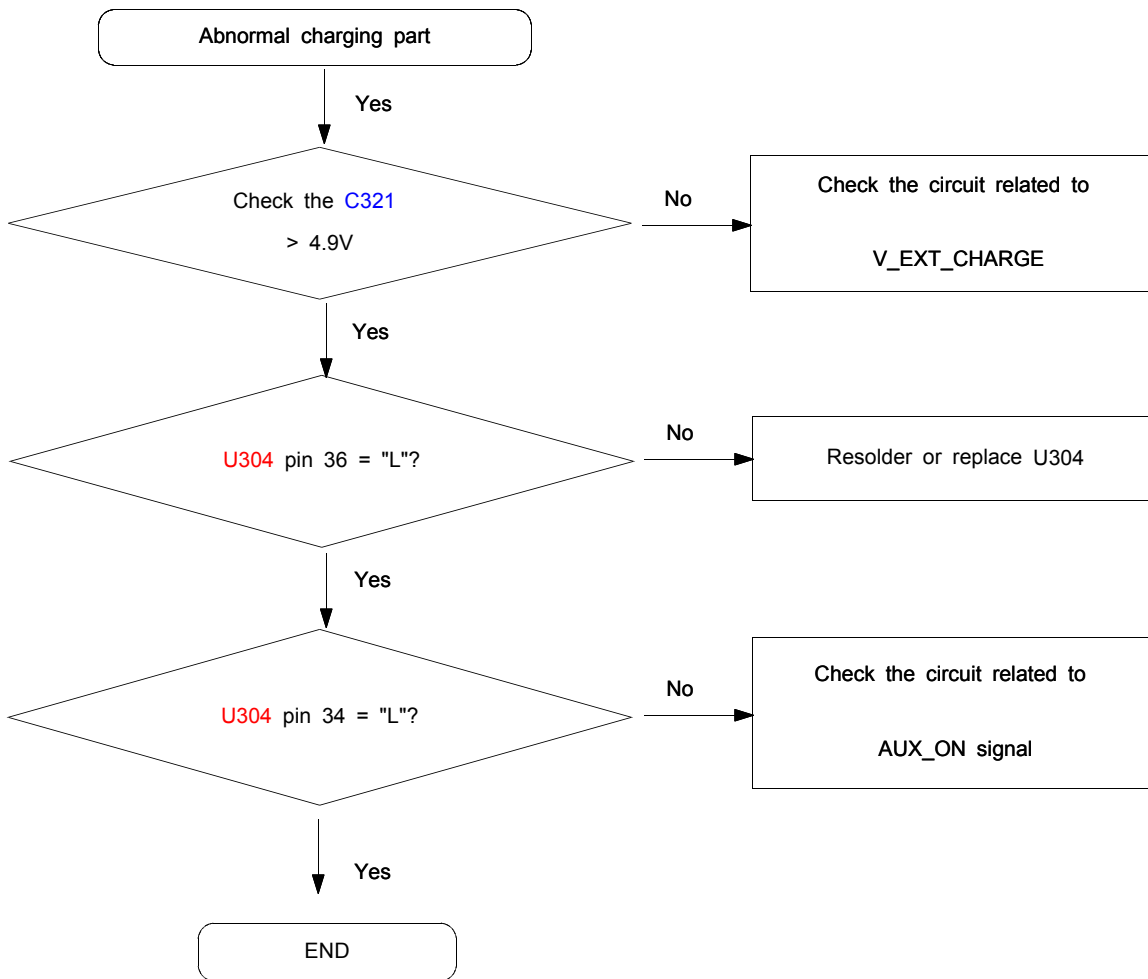 Abnormal charging part
Yes
Check the C321
> 4.9V
No
Check the circuit related to
V_EXT_CHARGE
Yes
U304 pin 36 = "L"?
No
Resolder or replace U304
Yes
U304 pin 34 = "L"?
No
Check the circuit related to
AUX_ON signal
Yes
END